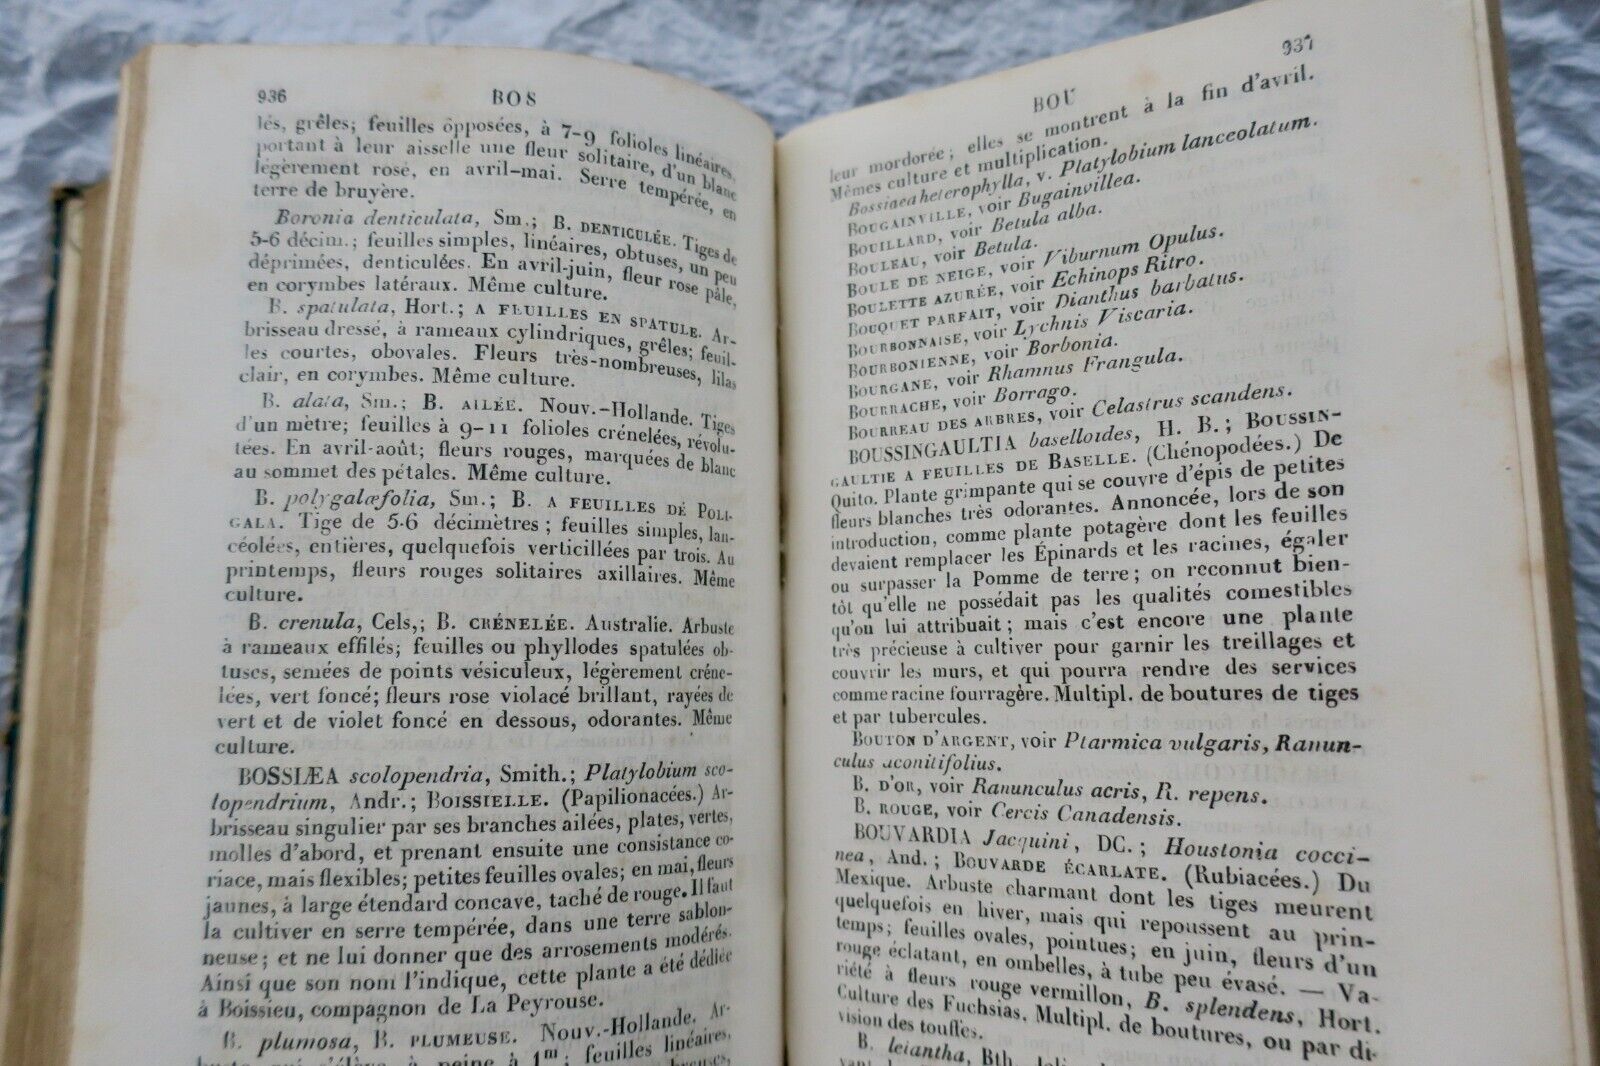 936
BOS
lés, grêles; feuilles opposées, à 7-9 folioles linéaires,
portant à leur aisselle une fleur solitaire, d'un blanc
légèrement rose, en avril-mai. Serre tempérée, en
terre de bruyère.
Boronia denticulata, Sm.; B. DENTICULÉE. Tiges de
5-6 décim.; feuilles simples, linéaires, obtuses, un peu
déprimées, denticulées. En avril-juin, fleur rose pâle,
en corymbes latéraux. Même culture.
B. spatulata, Hort.; A FEUILLES EN SPATULE. Ar-
brisseau dressé, à rameaux cylindriques, grêles; feuil-
les courtes, obovales. Fleurs très-nombreuses, lilas
clair, en corymbes. Même culture.
B. alata, Sm.; B. AILÉE. Nouv.-Hollande. Tiges
d'un mètre; feuilles à 9-11 folioles crénelées, révolu-
tées. En avril-août; fleurs rouges, marquées de blanc
au sommet des pétales. Même culture.
B. polygalæfolia, Sm.; B. A FEUILLES DE POLI-
GALA. Tige de 5-6 décimètres; feuilles simples, lan-
céolées, entières, quelquefois verticillées par trois. Au
printemps, fleurs rouges solitaires axillaires. Même
culture.
B. crenula, Cels,; B. CRÉNELÉE. Australie. Arbuste
à rameaux effilés; feuilles ou phyllodes spatulées ob-
tuses, semées de points vésiculeux, légèrement créne-
lées, vert foncé; fleurs rose violacé brillant, rayées de
vert et de violet foncé en dessous, odorantes. Même
culture.
BOSSIÆA scolopendria, Smith.; Platylobium sco-
lopendrium, Andr.; BOISSIELLE. (Papilionacées.) Ar-
brisseau singulier par ses branches ailées, plates, vertes,
molles d'abord, et prenant ensuite une consistance co-
riace, mais flexibles; petites feuilles ovales; en mai, fleurs
jaunes, à large étendard concave, taché de rouge. Il faut
la cultiver en serre tempérée, dans une terre sablon-
neuse; et ne lui donner que des arrosements modérés.
Ainsi que son nom l'indique, cette plante a été dédiée
à Boissieu, compagnon de La Peyrouse.
B. plumosa, B. PLUMEUSE. Nouv.-Hollande. Ar-
à peine à 1m; feuilles linéaires,
937
BOU
leur mordorée; elles se montrent à la fin d'avril.
Mêmes culture et multiplication.
Bossiaea heterophylla, v. Platylobium lanceolatum.
BOUGAINVILLE, voir Bugainvillea.
BOUILLARD, voir Betula alba.
BOULEAU, voir Betula.
BOULE DE NEIGE, voir Viburnum Opulus.
BOULETTE AZURÉE, voir Echinops Ritro.
BOUQUET PARFAIT, voir Dianthus barbatus.
BOURBONNAISE, voir Lychnis Viscaria.
BOURBONIENNE, voir Borbonia.
BOURGANE, voir Rhamnus Frangula.
BOURRACHE, voir Borrago.
BOURREAU DES ARBRES, voir Celastrus scandens.
BOUSSINGAULTIA baselloides, H. B.; BOUSSIN-
GAULTIE A FEUILLES DE BASELLE. (Chénopodées.) De
Quito. Plante grimpante qui se couvre d'épis de petites
fleurs blanches très odorantes. Annoncée, lors de son
introduction, comme plante potagère dont les feuilles
devaient remplacer les Épinards et les racines, égaler
ou surpasser la Pomme de terre; on reconnut bien-
tôt qu'elle ne possédait pas les qualités comestibles
qu'on lui attribuait; mais c'est encore une plante
très précieuse à cultiver pour garnir les treillages et
couvrir les murs, et qui pourra rendre des services
comme racine fourragère. Multipl. de boutures de tiges
et par tubercules.
BOUTON D'ARGENT, voir Ptarmica vulgaris, Ranun-
culus aconitifolius.
B. D'OR, voir Ranunculus acris, R. repens.
B. ROUGE, voir Cercis Canadensis.
BOUVARDIA Jacquini, DC.; Houstonia cocci-
nea, And.; BOUVARDE ÉCARLATE. (Rubiacées.) Du
Mexique. Arbuste charmant dont les tiges meurent
quelquefois en hiver, mais qui repoussent au prin-
temps; feuilles ovales, pointues; en juin, fleurs d'un
rouge éclatant, en ombelles, à tube peu évasé. — Va-
riété à fleurs rouge vermillon, B. splendens, Hort.
Culture des Fuchsias. Multipl. de boutures, ou par di-
vision des touffes.
B. leiantha, Bth.